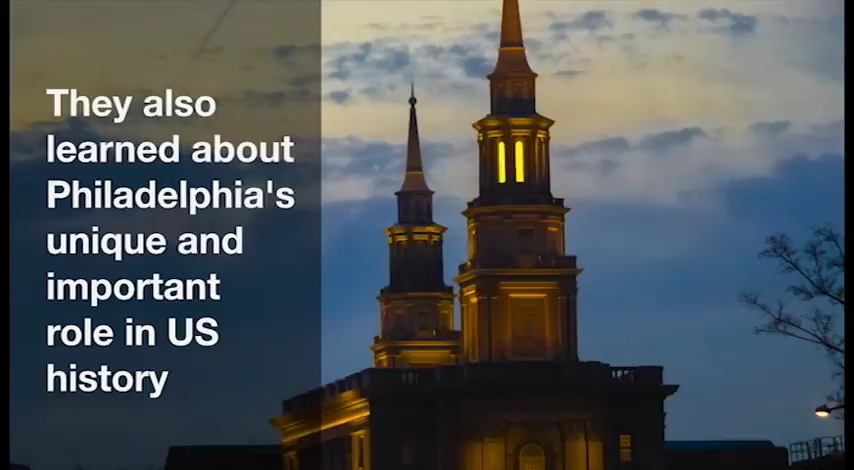 They also
learned about
Philadelphia's
unique and
important
role in US
history